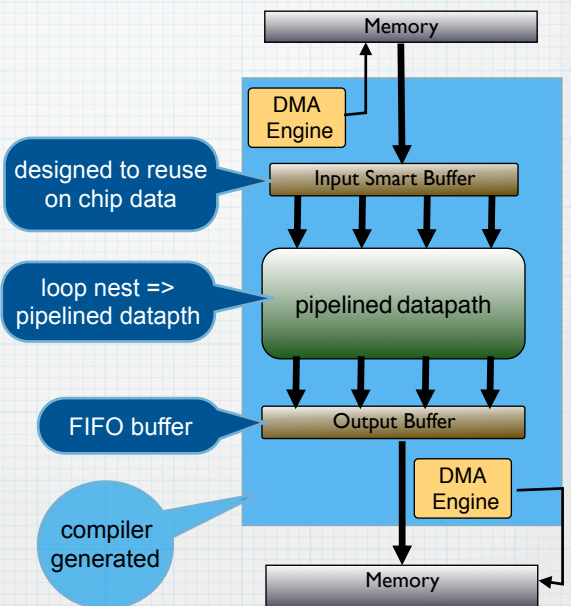 Memory
DMA
Engine
designed to reuse
on chip data
Input Smart Buffer
loop nest =>
pipelined datapth
pipelined datapath
FIFO buffer
Output Buffer
DMA
Engine
compiler
generated
Memory